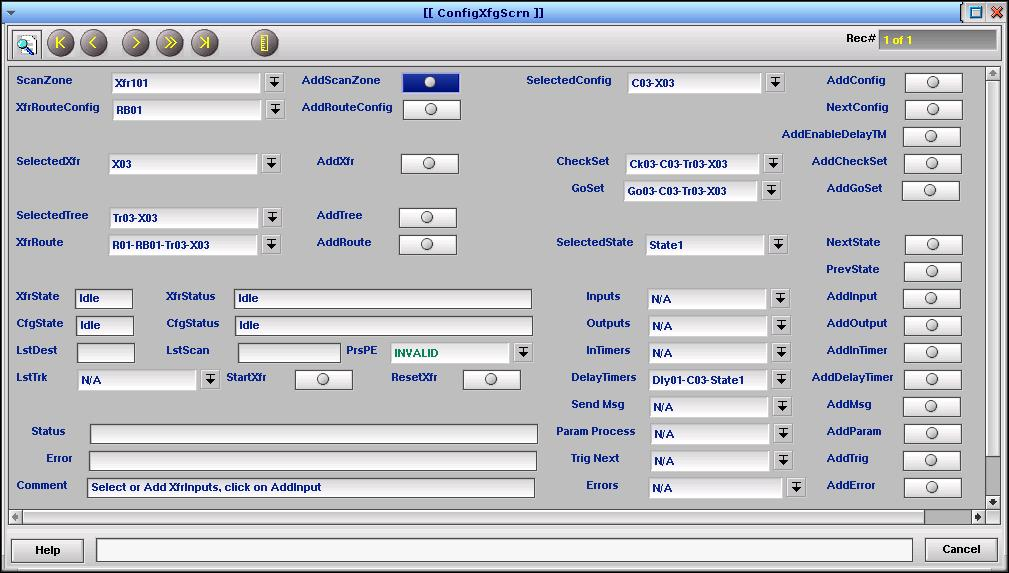 [[ ConfigXfgScrn ]]
Rec# 1 of 1
ScanZone Xfr101 AddScanZone SelectedConfig C03-X03 AddConfig
XfrRouteConfig RB01 AddRouteConfig NextConfig
AddEnableDelayTM
SelectedXfr X03 AddXfr CheckSet Ck03-C03-Tr03-X03 AddCheckSet
GoSet Go03-C03-Tr03-X03 AddGoSet
SelectedTree Tr03-X03 AddTree
XfrRoute R01-RB01-Tr03-X03 AddRoute SelectedState State1 NextState
PrevState
XfrState Idle XfrStatus Idle Inputs N/A AddInput
CfgState Idle CfgStatus Idle Outputs N/A AddOutput
LstDest LstScan PrsPE INVALID InTimers N/A AddInTimer
LstTrk N/A StartXfr ResetXfr DelayTimers Dly01-C03-State1 AddDelayTimer
Send Msg N/A AddMsg
Status Param Process N/A AddParam
Error Trig Next N/A AddTrig
Comment Select or Add XfrInputs, click on AddInput Errors N/A AddError
Help Cancel